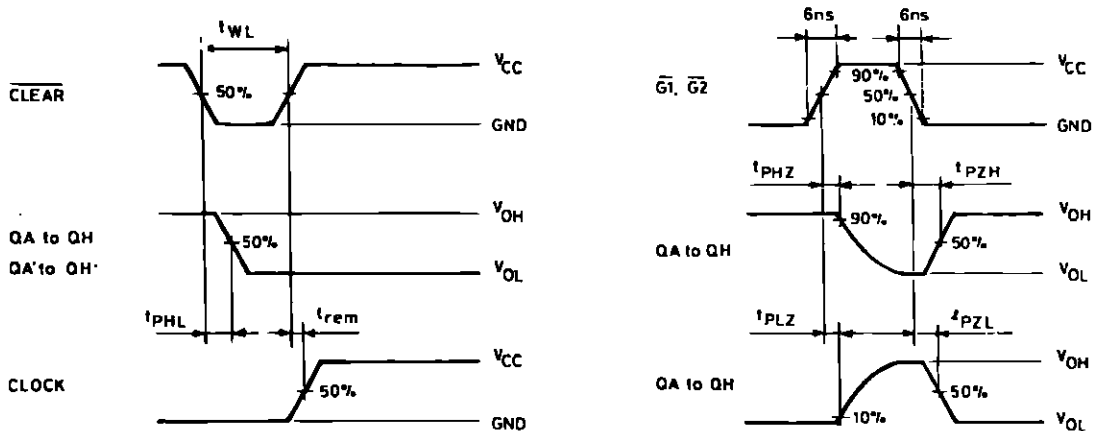 tWL
CLEAR
50%
VCC
GND
QA to QH
QA' to QH'
50%
VOH
VOL
tPHL
trem
CLOCK
50%
VCC
GND
6ns 6ns
G1, G2
90%
50%
10%
VCC
GND
tPHZ
tPZH
QA to QH
90%
50%
VOH
VOL
tPLZ
tPZL
QA to QH
10%
50%
VOH
VOL